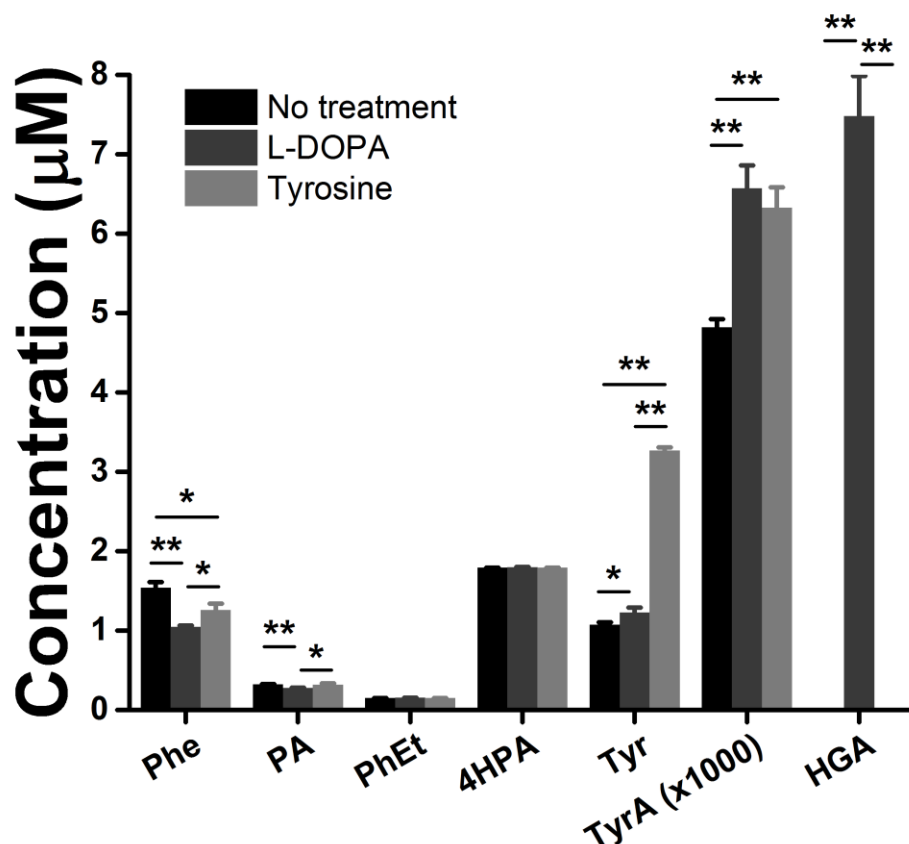 Concentration (μM)
8
7
6
5
4
3
2
1
0
No treatment
L-DOPA
Tyrosine
*
**
*
**
*
*
**
**
**
**
**
**
Phe
PA
PhEt
4HPA
Tyr
TyrA (x1000)
HGA